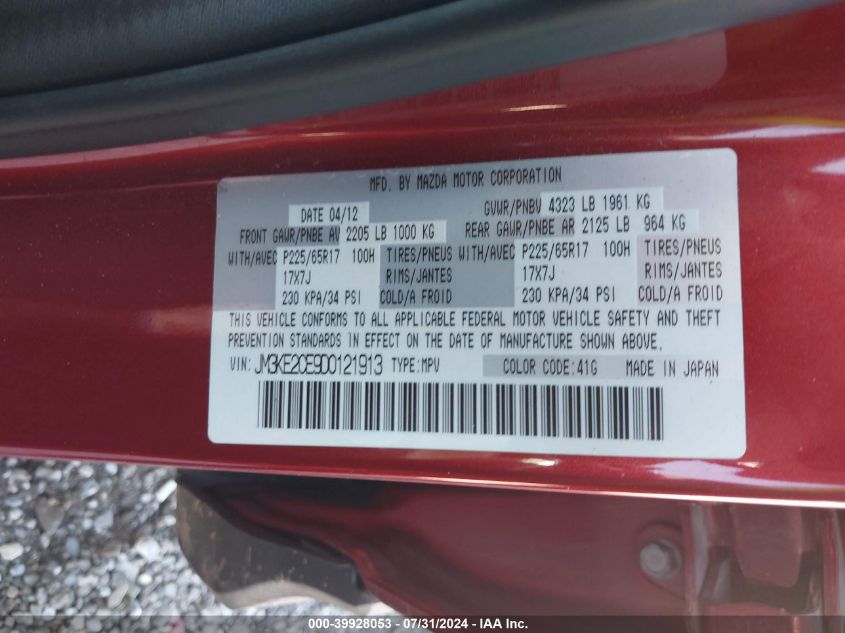 MFD. BY MAZDA MOTOR CORPORATION
DATE 04/12 GVWR/PNBV 4323 LB 1961 KG
FRONT GAWR/PNBE AV 2205 LB 1000 KG REAR GAWR/PNBE AR 2125 LB 964 KG
WITH/AVEC P225/65R17 100H TIRES/PNEUS WITH/AVEC P225/65R17 100H TIRES/PNEUS
17X7J RIMS/JANTES 17X7J RIMS/JANTES
230 KPA/34 PSI COLD/A FROID 230 KPA/34 PSI COLD/A FROID
THIS VEHICLE CONFORMS TO ALL APPLICABLE FEDERAL MOTOR VEHICLE SAFETY AND THEFT
PREVENTION STANDARDS IN EFFECT ON THE DATE OF MANUFACTURE SHOWN ABOVE.
VIN: JM3KE2CE9D0121913 TYPE:MPV COLOR CODE:41G MADE IN JAPAN
000-39928053 - 07/31/2024 - IAA Inc.